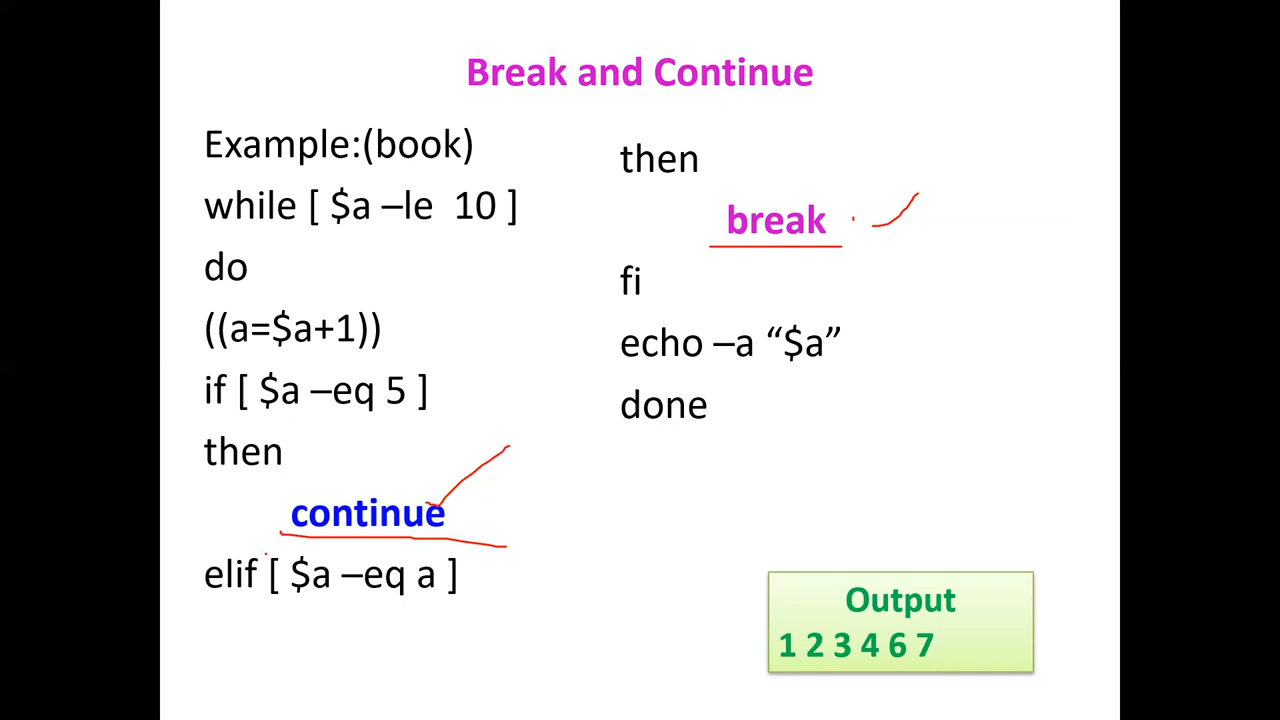 Break and Continue
Example:(book)
while [ $a –le  10 ]
do
((a=$a+1))
if [ $a –eq 5 ]
then
continue
elif [ $a –eq a ]
then
break
fi
echo –a “$a”
done
Output
1 2 3 4 6 7